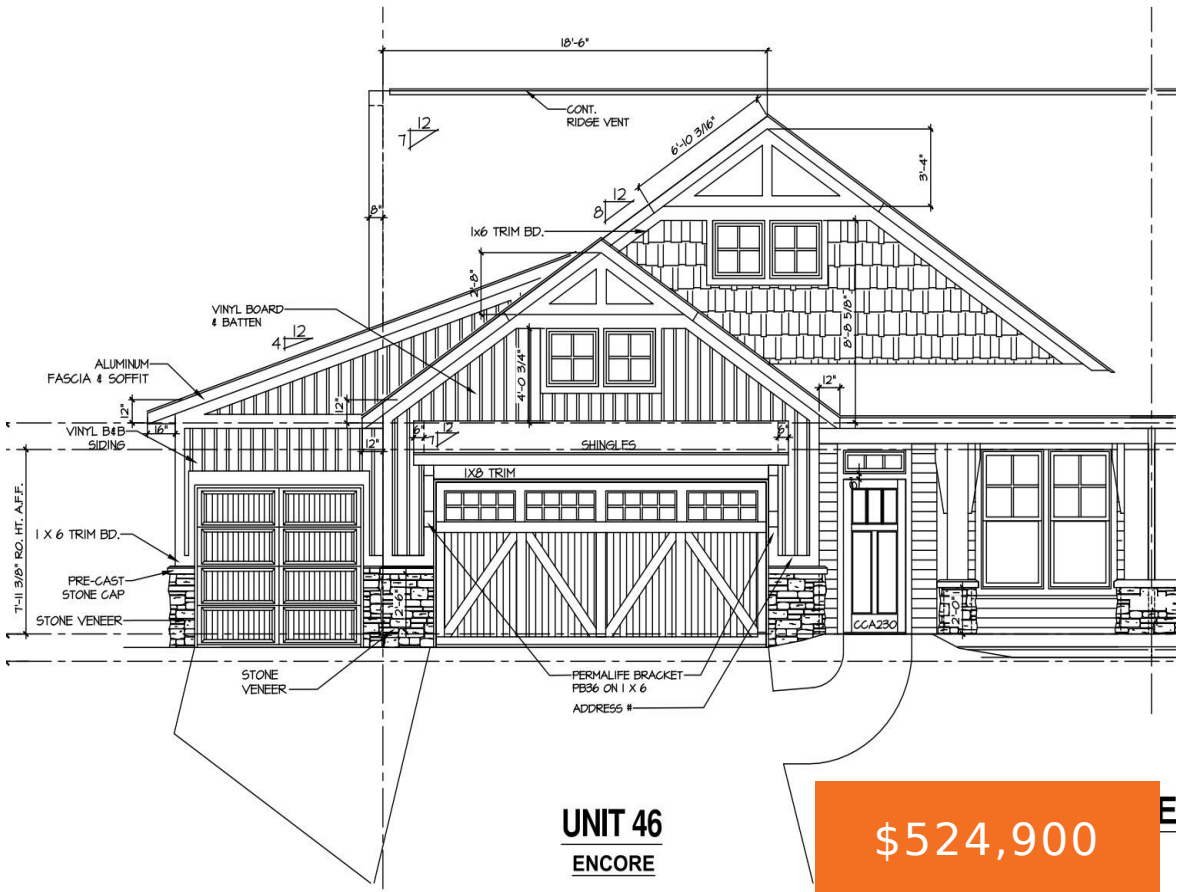 18'-6"
CONT.
RIDGE VENT
12
7
6'-10 3/16"
3'-4"
12
8
8"
1x6 TRIM BD.
2'-8"
VINYL BOARD
& BATTEN
12
4
8'-8 5/8"
4'-0 3/4"
ALUMINUM
FASCIA & SOFFIT
12"
12"
12"
16"
VINYL B&B
SIDING
12"
6"
12
7
6"
SHINGLES
1X8 TRIM
8"
7'-11 3/8" RO. HT. A.F.F.
1 X 6 TRIM BD.
PRE-CAST
STONE CAP
STONE VENEER
2'-6"
2'-0"
CCA230
STONE
VENEER
PERMALIFE BRACKET
PB36 ON 1 X 6
ADDRESS #
UNIT 46
ENCORE
$524,900
E